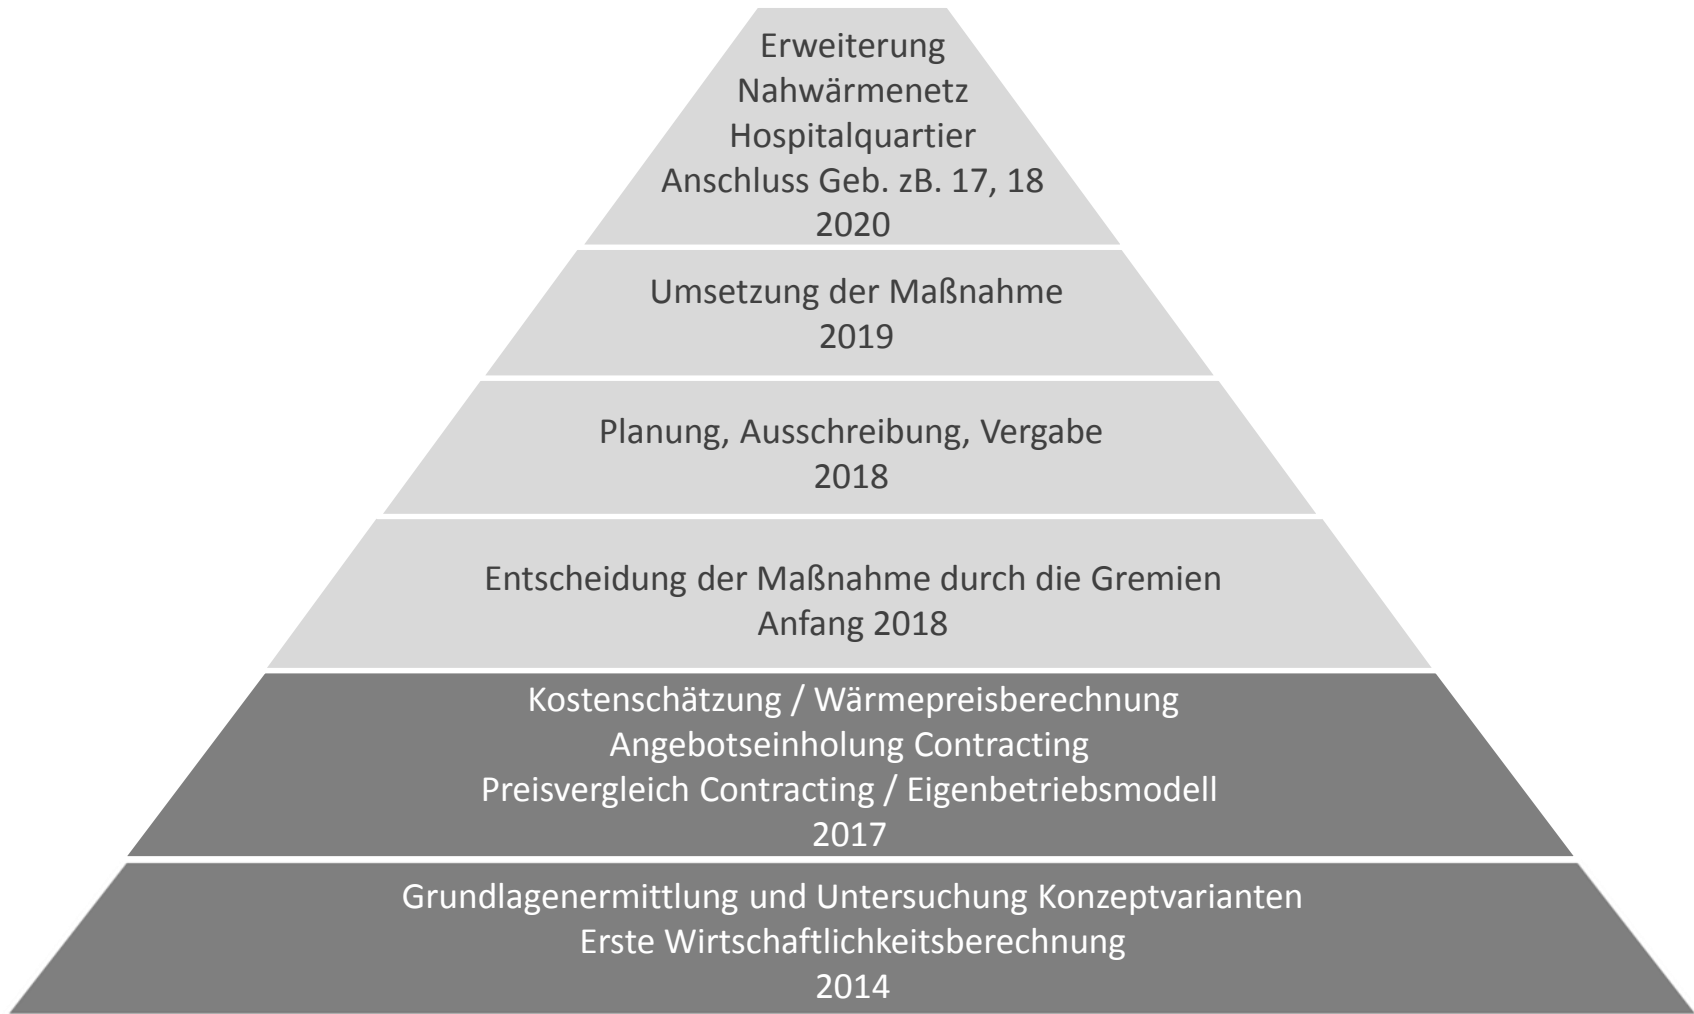 Erweiterung
Nahwärmenetz
Hospitalquartier
Anschluss Geb. zB. 17, 18
2020
Umsetzung der Maßnahme
2019
Planung, Ausschreibung, Vergabe
2018
Entscheidung der Maßnahme durch die Gremien
Anfang 2018
Kostenschätzung / Wärmepreisberechnung
Angebotseinholung Contracting
Preisvergleich Contracting / Eigenbetriebsmodell
2017
Grundlagenermittlung und Untersuchung Konzeptvarianten
Erste Wirtschaftlichkeitsberechnung
2014